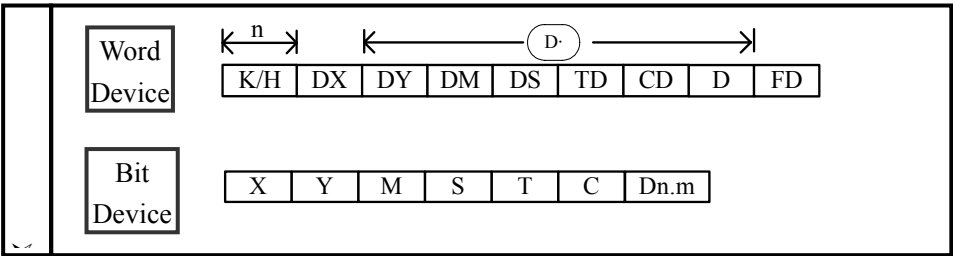 n
D·
Word
Device
K/H DX DY DM DS TD CD D FD
Bit
Device
X Y M S T C Dn.m